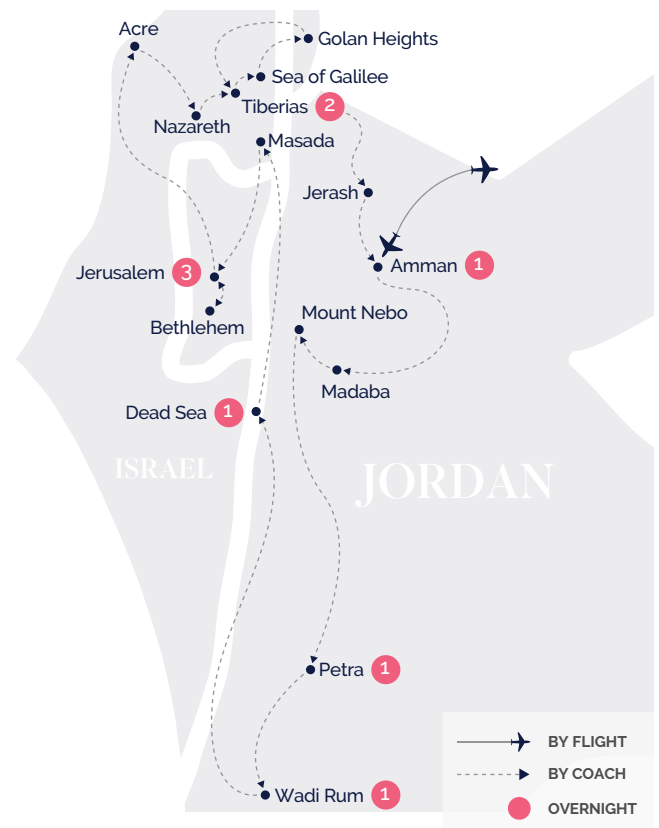 Acre
Golan Heights
Sea of Galilee
Tiberias 2
Nazareth
Masada
Jerash
Jerusalem 3
Amman 1
Mount Nebo
Bethlehem
Madaba
Dead Sea 1
ISRAEL
JORDAN
Petra 1
BY FLIGHT
BY COACH
Wadi Rum 1
OVERNIGHT